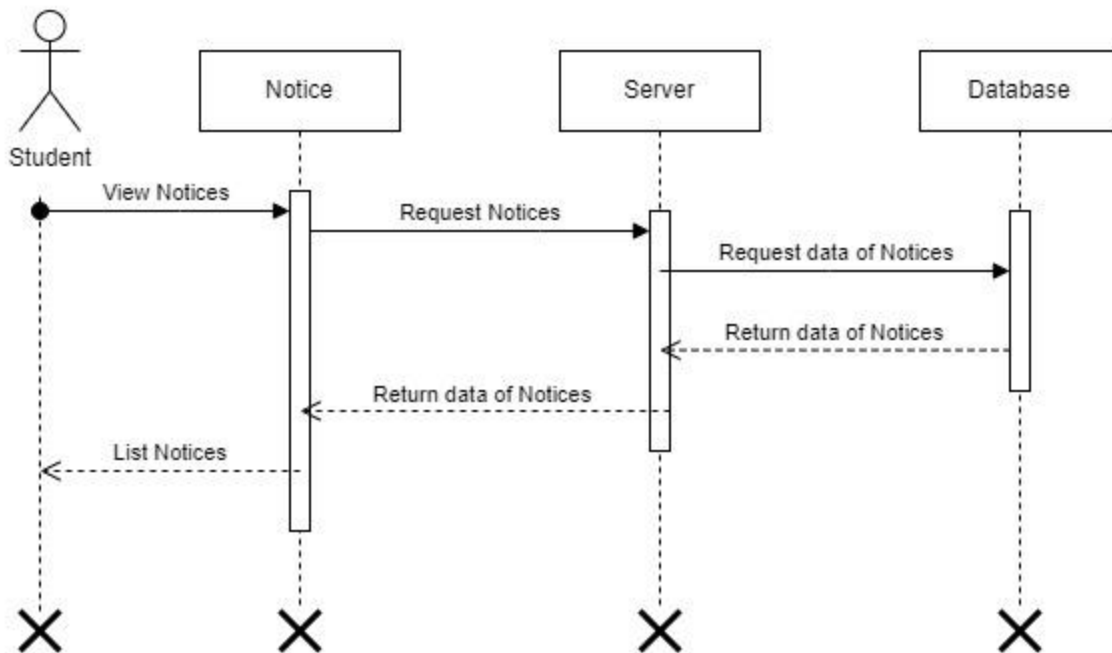 Notice
Server
Database
Student
View Notices
Request Notices
Request data of Notices
Return data of Notices
Return data of Notices
List Notices